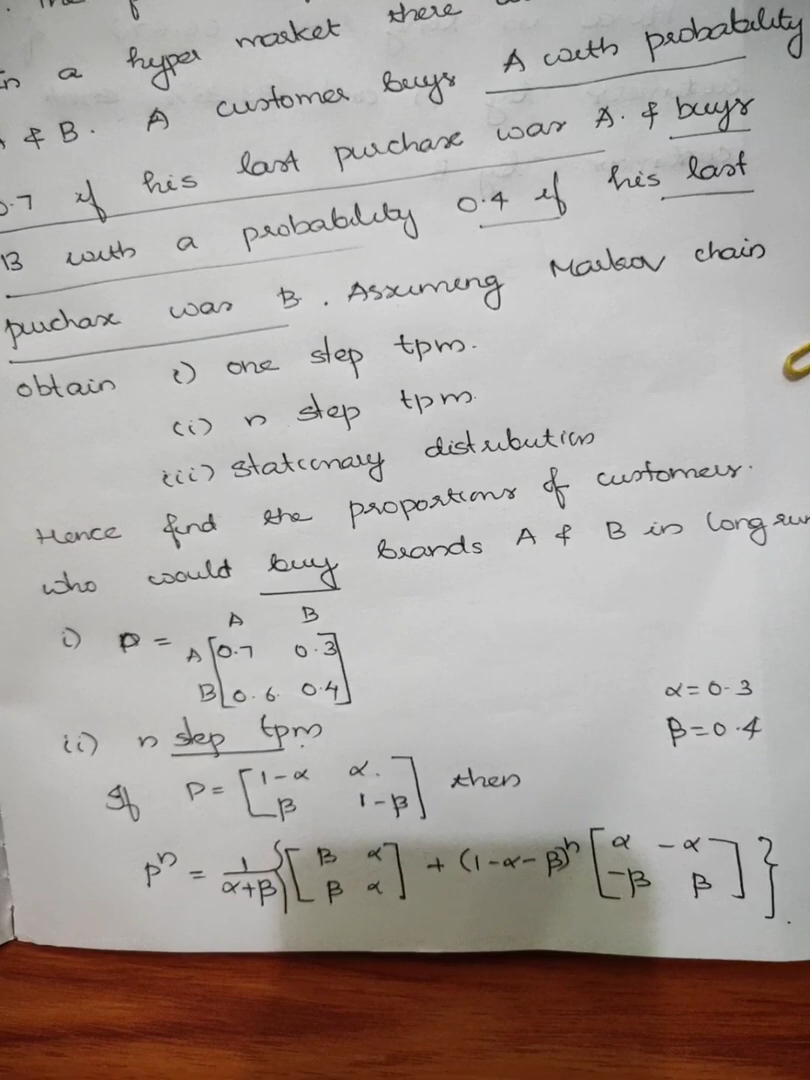 in a hyper market there
& B. A customer buys A with probability
0.7 if his last purchase was A. & buys
B with a probability 0.4 if his last
purchase was B. Assuming Markov chain
obtain i) one step tpm.
(ii) n step tpm.
iii) stationary distribution
Hence find the proportions of customers.
who would buy brands A & B in long run
A B
i) P = A [0.7 0.3]
B [0.6 0.4]
α = 0.3
ii) n step tpm
β = 0.4
If P = [1-α α.] then
[β 1-β]
Pⁿ = 1/(α+β) { [β α] + (1-α-β)ⁿ [α -α] }
[β α] [-β β]